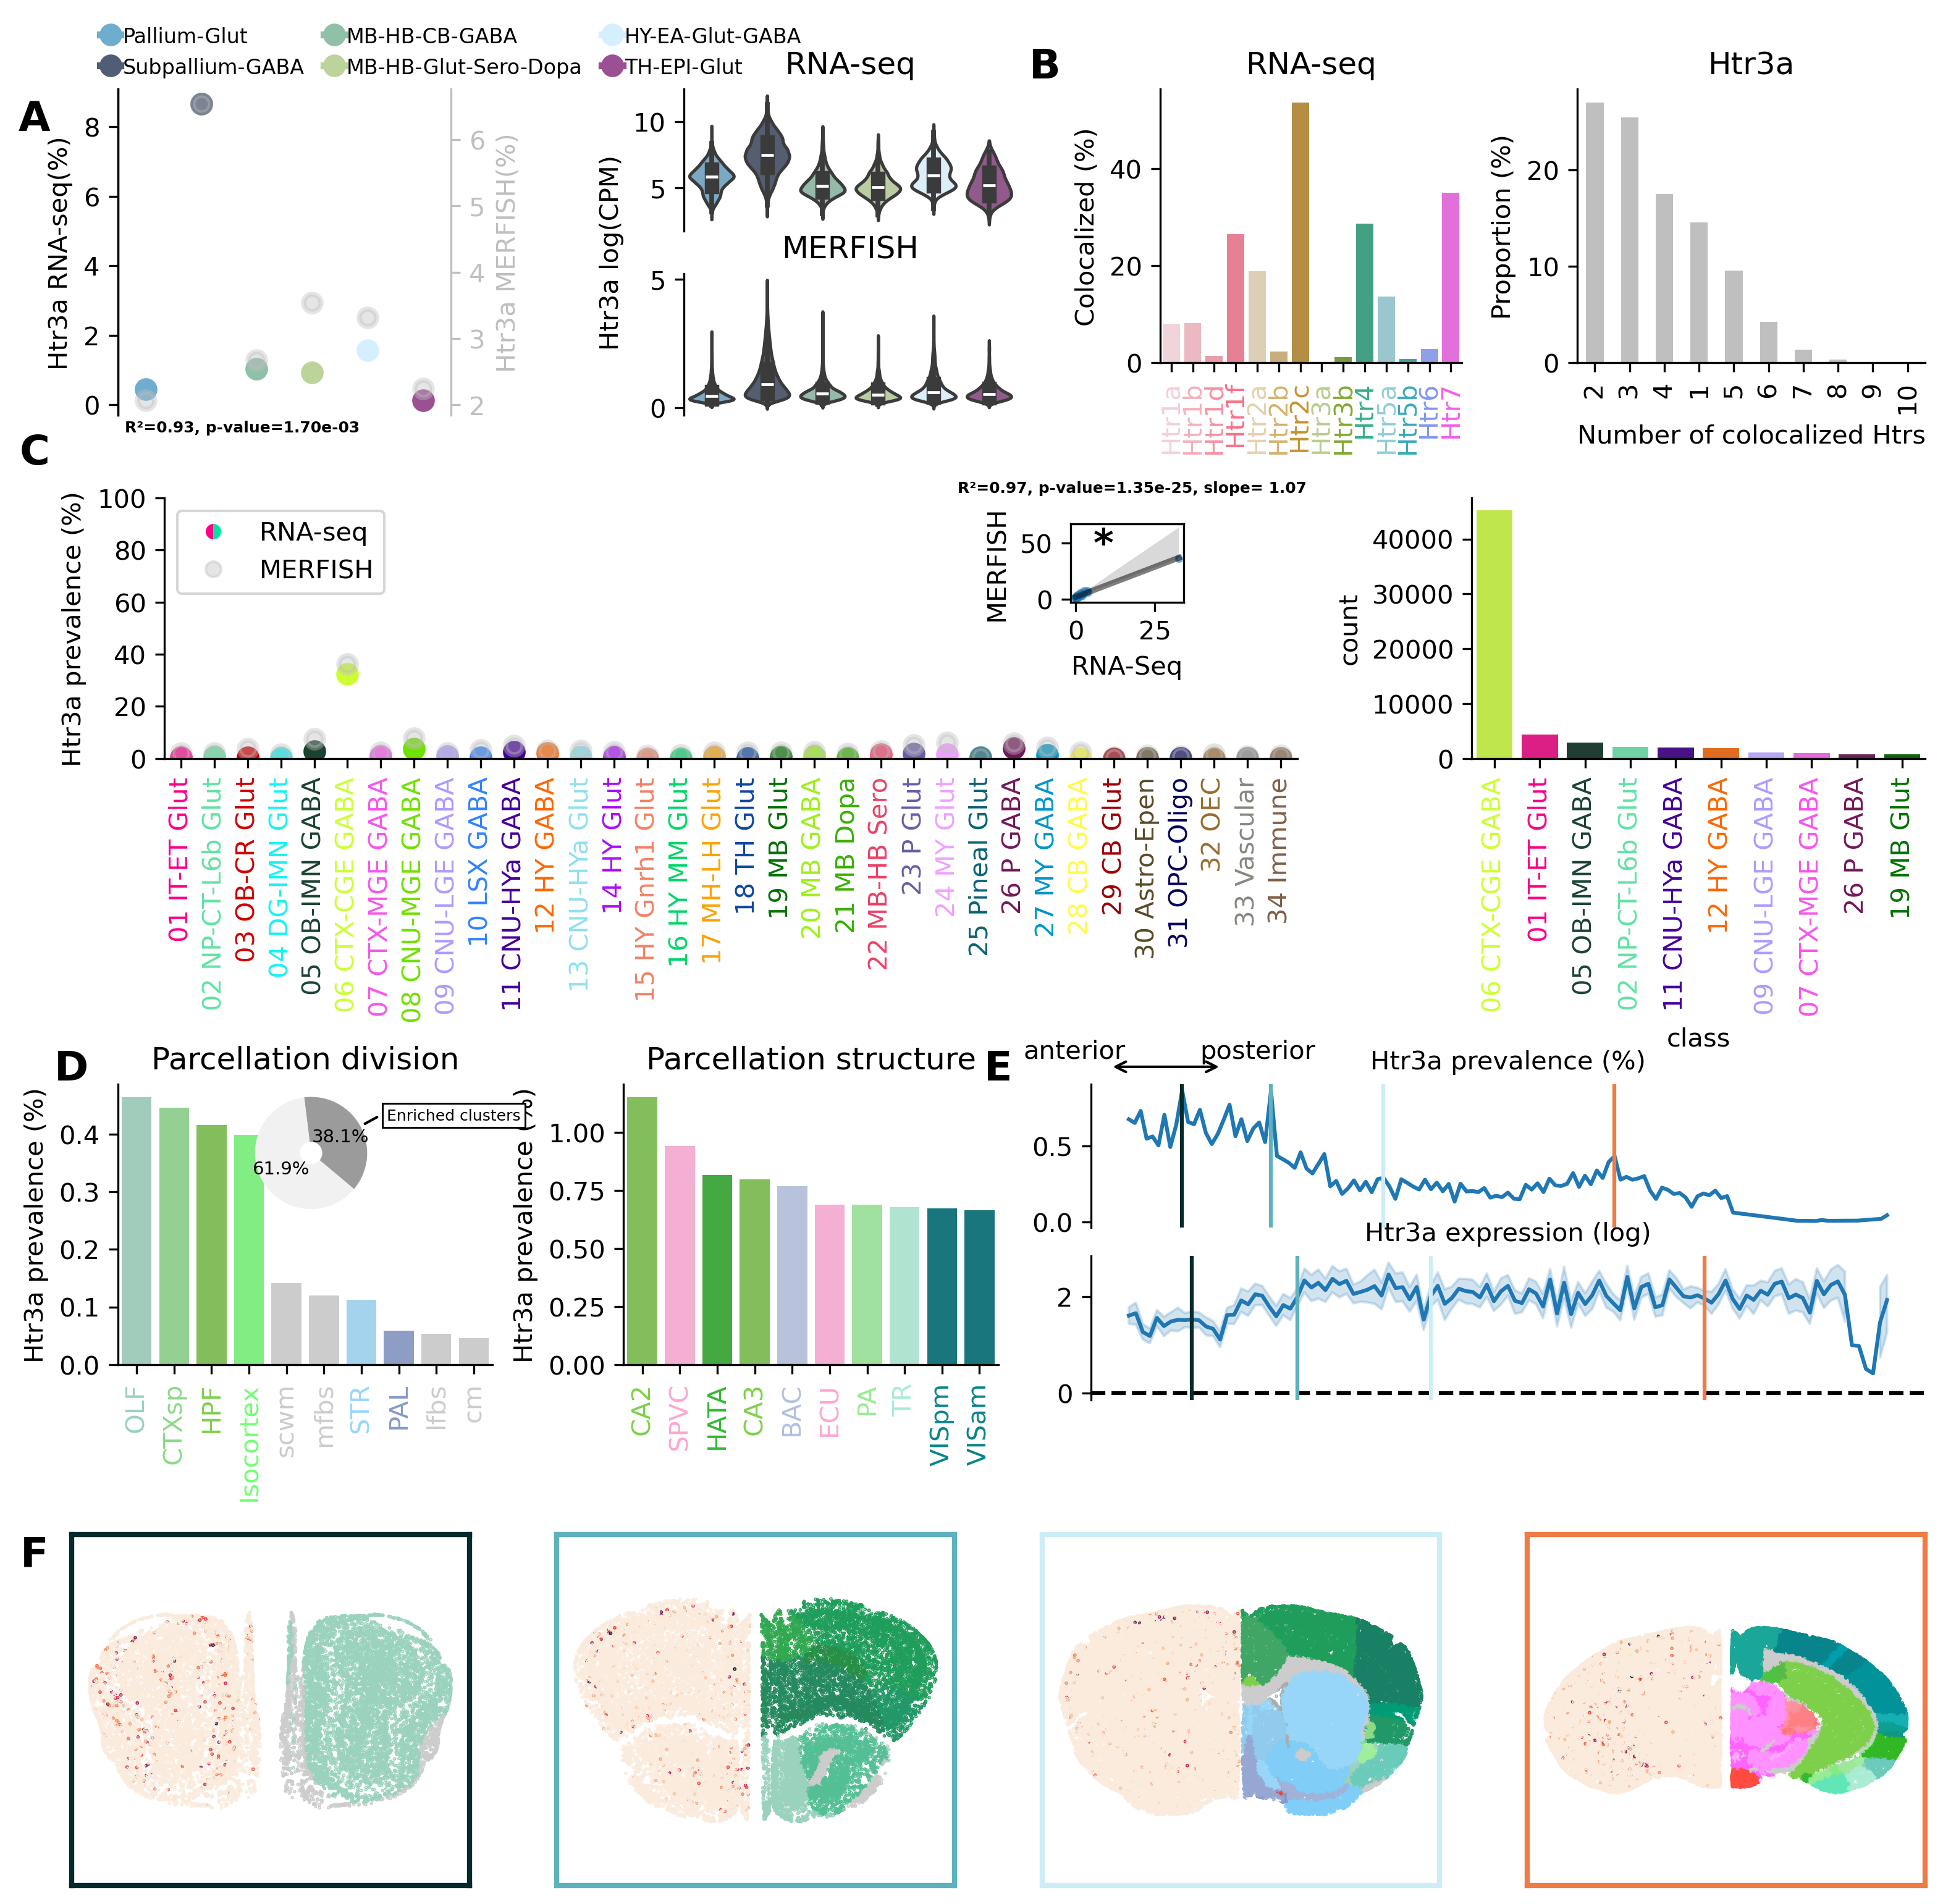 Pallium-Glut
Subpallium-GABA
MB-HB-CB-GABA
MB-HB-Glut-Sero-Dopa
HY-EA-Glut-GABA
TH-EPI-Glut
A
Htr3a RNA-seq(%)
8
6
4
2
0
Htr3a MERFISH(%)
6
5
4
3
2
R²=0.93, p-value=1.70e-03
RNA-seq
Htr3a log(CPM)
10
5
MERFISH
5
0
B
RNA-seq
Colocalized (%)
40
20
0
Htr1a
Htr1b
Htr1d
Htr1f
Htr2a
Htr2b
Htr2c
Htr3a
Htr3b
Htr4
Htr5a
Htr5b
Htr6
Htr7
Htr3a
Proportion (%)
20
10
0
2
3
4
1
5
6
7
8
9
10
Number of colocalized Htrs
C
Htr3a prevalence (%)
100
80
60
40
20
0
RNA-seq
MERFISH
01 IT-ET Glut
02 NP-CT-L6b Glut
03 OB-CR Glut
04 DG-IMN Glut
05 OB-IMN GABA
06 CTX-CGE GABA
07 CTX-MGE GABA
08 CNU-MGE GABA
09 CNU-LGE GABA
10 LSX GABA
11 CNU-HYa GABA
12 HY GABA
13 CNU-HYa Glut
14 HY Glut
15 HY Gnrh1 Glut
16 HY MM Glut
17 MH-LH Glut
18 TH Glut
19 MB Glut
20 MB GABA
21 MB Dopa
22 MB-HB Sero
23 P Glut
24 MY Glut
25 Pineal Glut
26 P GABA
27 MY GABA
28 CB GABA
29 CB Glut
30 Astro-Epen
31 OPC-Oligo
32 OEC
33 Vascular
34 Immune
R²=0.97, p-value=1.35e-25, slope= 1.07
MERFISH
50
0
*
0
25
RNA-Seq
count
40000
30000
20000
10000
0
06 CTX-CGE GABA
01 IT-ET Glut
05 OB-IMN GABA
02 NP-CT-L6b Glut
11 CNU-HYa GABA
12 HY GABA
09 CNU-LGE GABA
07 CTX-MGE GABA
26 P GABA
19 MB Glut
class
D
Parcellation division
Htr3a prevalence (%)
0.4
0.3
0.2
0.1
0.0
38.1%
61.9%
Enriched clusters
OLF
CTXsp
HPF
Isocortex
scwm
mfbs
STR
PAL
lfbs
cm
Parcellation structure
Htr3a prevalence (%)
1.00
0.75
0.50
0.25
0.00
CA2
SPVC
HATA
CA3
BAC
ECU
PA
TR
VISpm
VISam
E
anterior
posterior
Htr3a prevalence (%)
0.5
0.0
Htr3a expression (log)
2
0
F